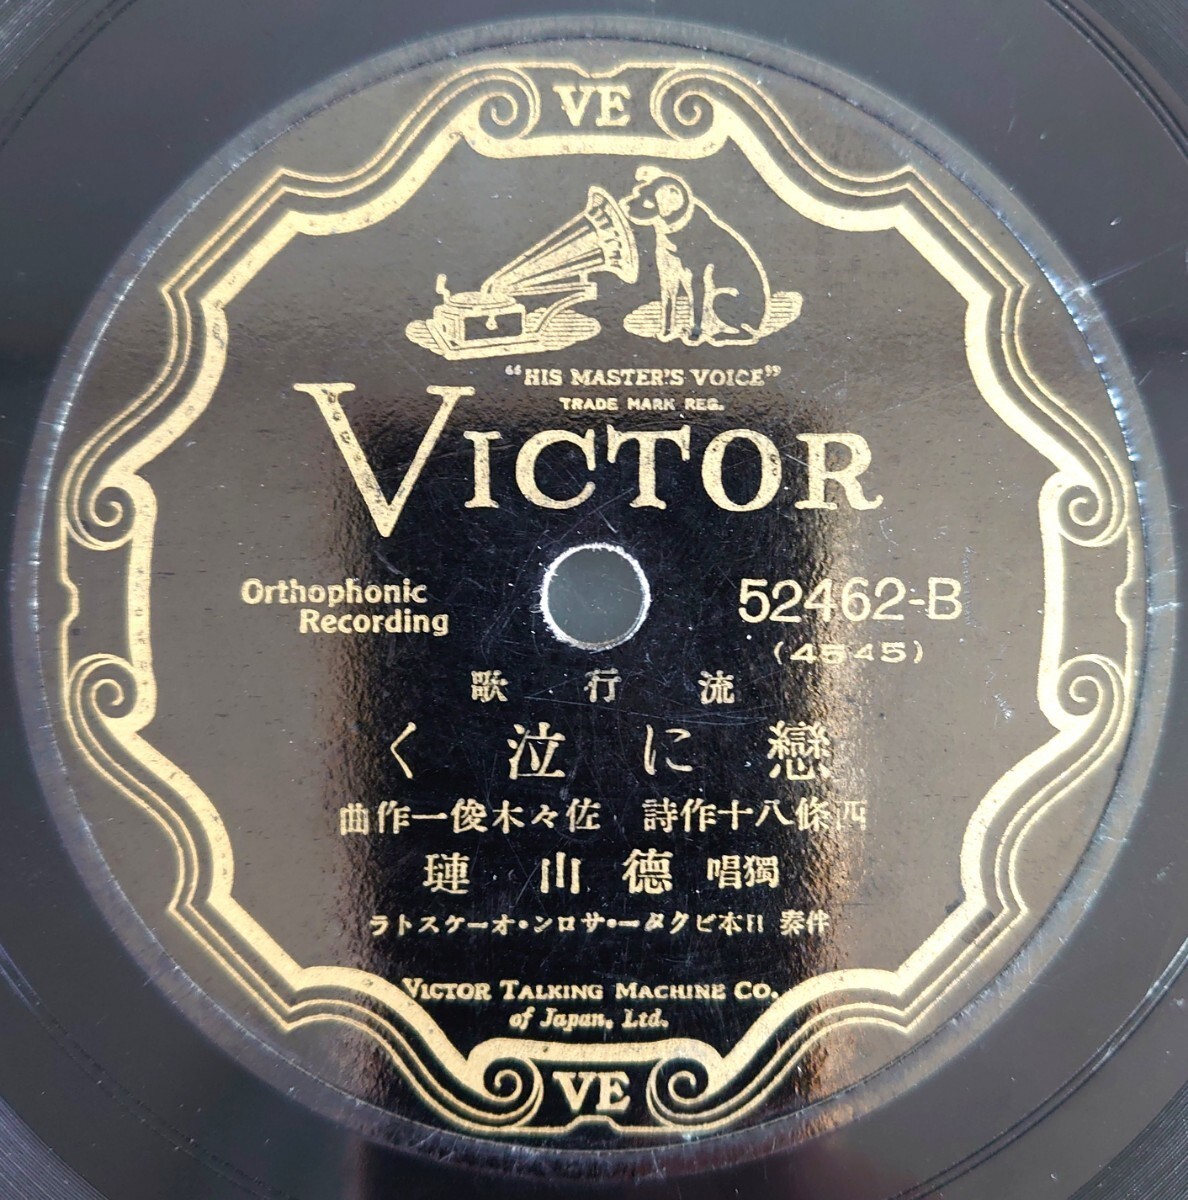 VE
"HIS MASTER'S VOICE"
TRADE MARK REG.
VICTOR
Orthophonic
Recording
52462-B
(4545)
流行歌
戀に泣く
西條八十作詩 佐々木俊一作曲
獨唱 德山璉
伴奏 日本ビクター・サロン・オーケストラ
VICTOR TALKING MACHINE CO.
of Japan, Ltd.
VE